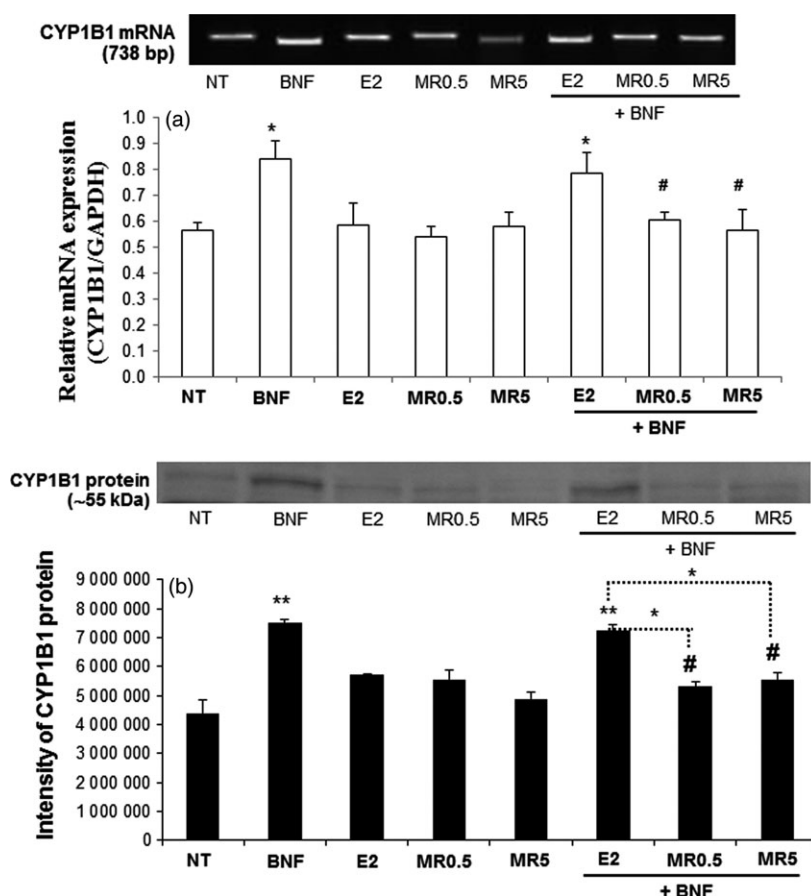 CYP1B1 mRNA
(738 bp)
NT BNF E2 MR0.5 MR5 E2 MR0.5 MR5
+ BNF
(a)
Relative mRNA expression
(CYP1B1/GAPDH)
1.0
0.9
0.8
0.7
0.6
0.5
0.4
0.3
0.2
0.1
0.0
* * # #
NT BNF E2 MR0.5 MR5 E2 MR0.5 MR5
+ BNF
CYP1B1 protein
(~55 kDa)
NT BNF E2 MR0.5 MR5 E2 MR0.5 MR5
+ BNF
(b)
Intensity of CYP1B1 protein
9 000 000
8 000 000
7 000 000
6 000 000
5 000 000
4 000 000
3 000 000
2 000 000
1 000 000
0
*
** ** *
# #
NT BNF E2 MR0.5 MR5 E2 MR0.5 MR5
+ BNF